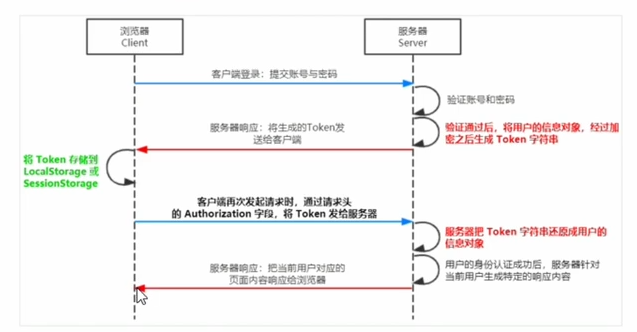 浏览器
Client
服务器
Server
客户端登录：提交账号与密码
验证账号和密码
服务器响应：将生成的Token发
送给客户端
验证通过后，将用户的信息对象，经过加
密之后生成 Token 字符串
将 Token 存储到
LocalStorage 或
SessionStorage
客户端再次发起请求时，通过请求头
的 Authorization 字段，将 Token 发给服务器
服务器把 Token 字符串还原成用户的
信息对象
服务器响应：把当前用户对应的
页面内容响应给浏览器
用户的身份认证成功后，服务器针对
当前用户生成特定的响应内容